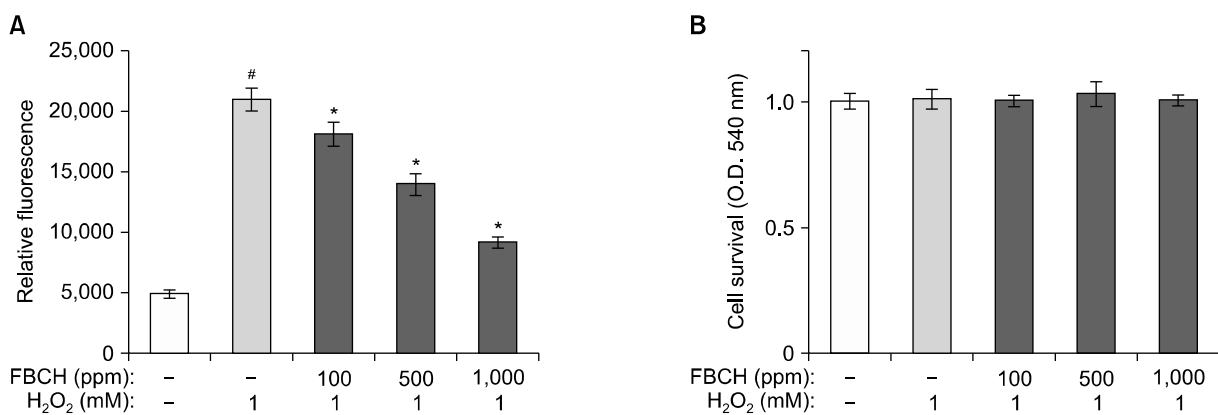 A
Relative fluorescence
25,000
20,000
15,000
10,000
5,000
0
#
*
*
*
FBCH (ppm): – – 100 500 1,000
H₂O₂ (mM): – 1 1 1 1
B
Cell survival (O.D. 540 nm)
1.0
0.5
0
FBCH (ppm): – – 100 500 1,000
H₂O₂ (mM): – 1 1 1 1